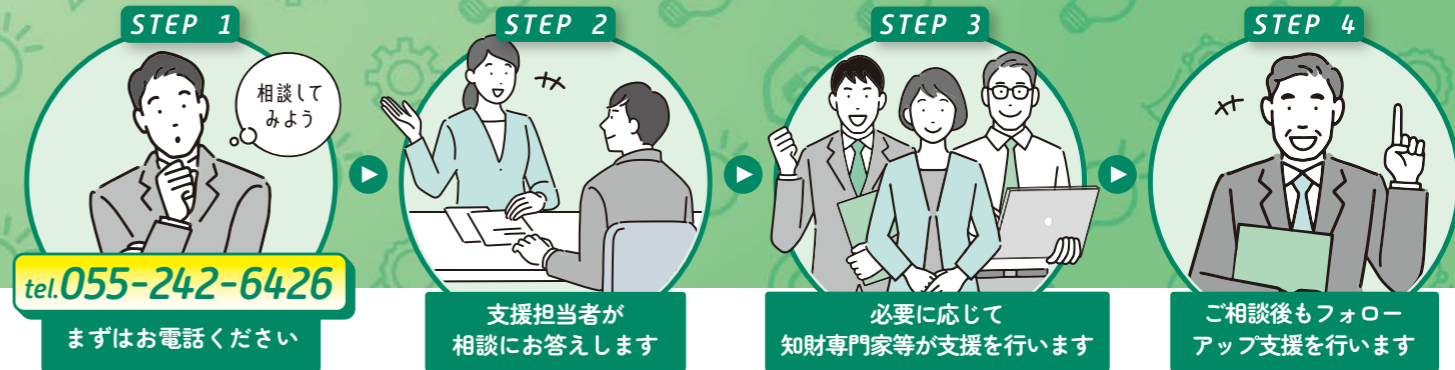 STEP 1
相談して
みよう
tel.055-242-6426
まずはお電話ください
STEP 2
支援担当者が
相談にお答えします
STEP 3
必要に応じて
知財専門家等が支援を行います
STEP 4
ご相談後もフォロー
アップ支援を行います